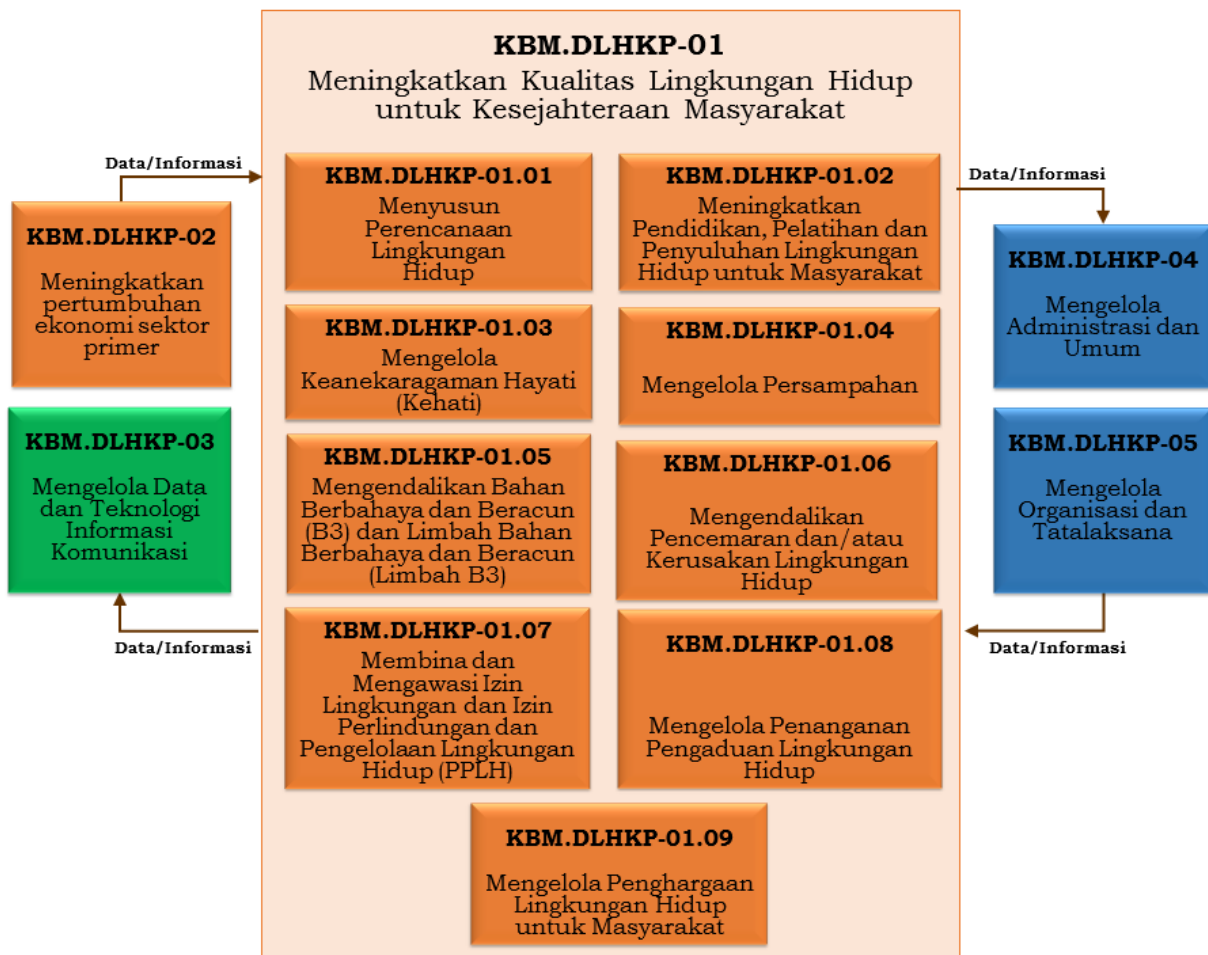 KBM.DLHKP-01
Meningkatkan Kualitas Lingkungan Hidup
untuk Kesejahteraan Masyarakat
Data/Informasi
KBM.DLHKP-02
Meningkatkan
pertumbuhan
ekonomi sektor
primer
KBM.DLHKP-03
Mengelola Data
dan Teknologi
Informasi
Komunikasi
Data/Informasi
KBM.DLHKP-01.01
Menyusun
Perencanaan
Lingkungan
Hidup
KBM.DLHKP-01.02
Meningkatkan
Pendidikan, Pelatihan dan
Penyuluhan Lingkungan
Hidup untuk Masyarakat
KBM.DLHKP-01.03
Mengelola
Keanekaragaman Hayati
(Kehati)
KBM.DLHKP-01.04
Mengelola Persampahan
KBM.DLHKP-01.05
Mengendalikan Bahan
Berbahaya dan Beracun
(B3) dan Limbah Bahan
Berbahaya dan Beracun
(Limbah B3)
KBM.DLHKP-01.06
Mengendalikan
Pencemaran dan/atau
Kerusakan Lingkungan
Hidup
KBM.DLHKP-01.07
Membina dan
Mengawasi Izin
Lingkungan dan Izin
Perlindungan dan
Pengelolaan Lingkungan
Hidup (PPLH)
KBM.DLHKP-01.08
Mengelola Penanganan
Pengaduan Lingkungan
Hidup
KBM.DLHKP-01.09
Mengelola Penghargaan
Lingkungan Hidup
untuk Masyarakat
Data/Informasi
KBM.DLHKP-04
Mengelola
Administrasi dan
Umum
KBM.DLHKP-05
Mengelola
Organisasi dan
Tatalaksana
Data/Informasi